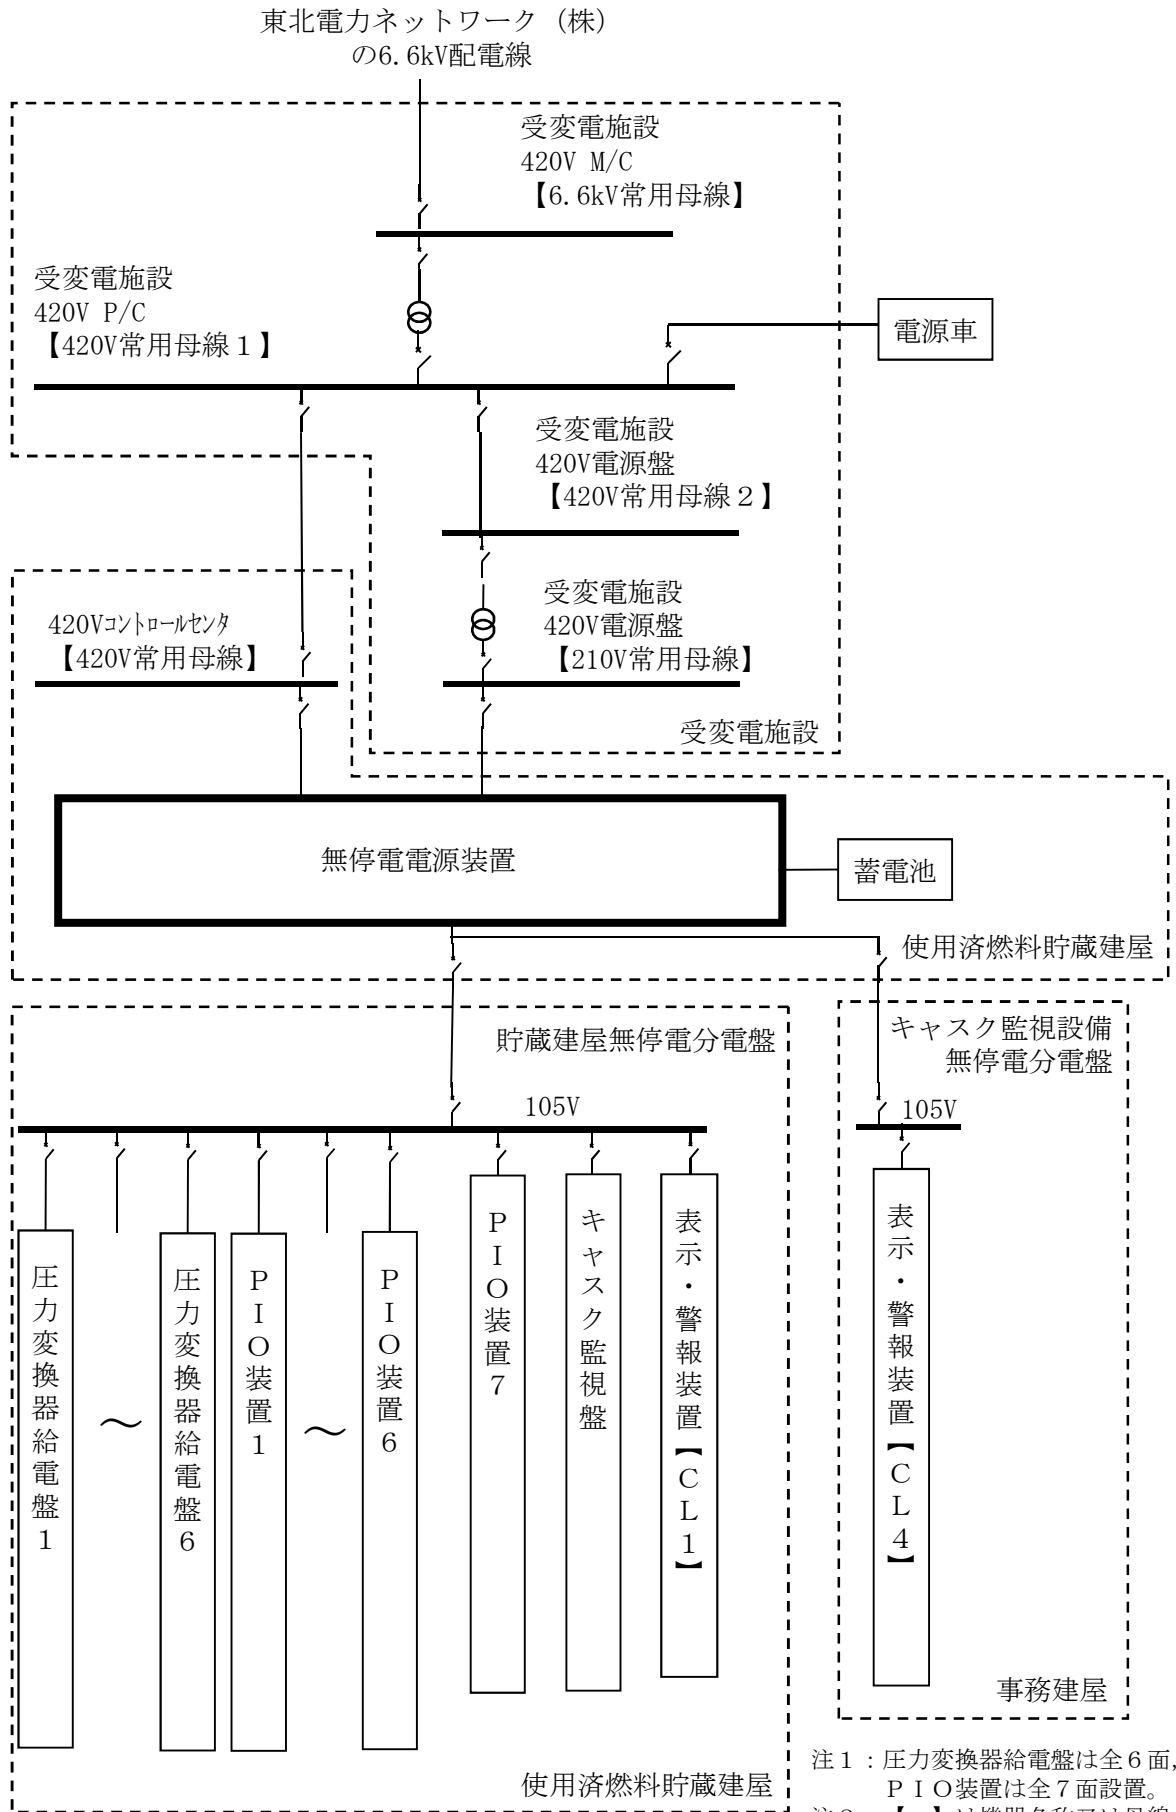 東北電力ネットワーク（株）
の6.6kV配電線
受変電施設
420V M/C
【6.6kV常用母線】
受変電施設
420V P/C
【420V常用母線１】
電源車
受変電施設
420V電源盤
【420V常用母線２】
420Vｺﾝﾄﾛｰﾙｾﾝﾀ
【420V常用母線】
受変電施設
420V電源盤
【210V常用母線】
受変電施設
無停電電源装置
蓄電池
使用済燃料貯蔵建屋
貯蔵建屋無停電分電盤
105V
キャスク監視設備
無停電分電盤
105V
圧力変換器給電盤１
～
圧力変換器給電盤６
ＰＩＯ装置１
～
ＰＩＯ装置６
ＰＩＯ装置７
キャスク監視盤
表示・警報装置【ＣＬ１】
表示・警報装置【ＣＬ４】
事務建屋
使用済燃料貯蔵建屋
注１：圧力変換器給電盤は全６面，
ＰＩＯ装置は全７面設置。